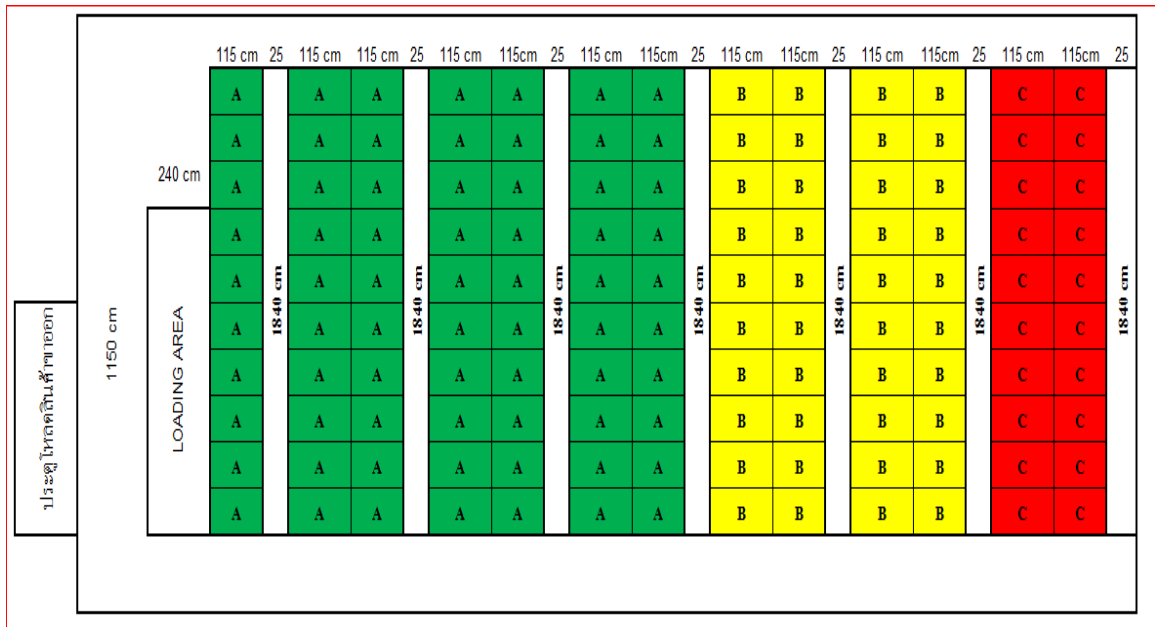 115 cm 25 115 cm 115 cm 25 115 cm 115cm 25 115 cm 115cm 25 115 cm 115cm 25 115 cm 115cm 25 115 cm 115cm 25
A A A A A A A B B B B C C
A A A A A A A B B B B C C
240 cm A A A A A A A B B B B C C
A A A A A A A B B B B C C
A A A A A A A B B B B C C
A A A A A A A B B B B C C
A A A A A A A B B B B C C
A A A A A A A B B B B C C
A A A A A A A B B B B C C
A A A A A A A B B B B C C
ประตูโหลดสินค้าขาออก
1150 cm
LOADING AREA
1840 cm
1840 cm
1840 cm
1840 cm
1840 cm
1840 cm
1840 cm